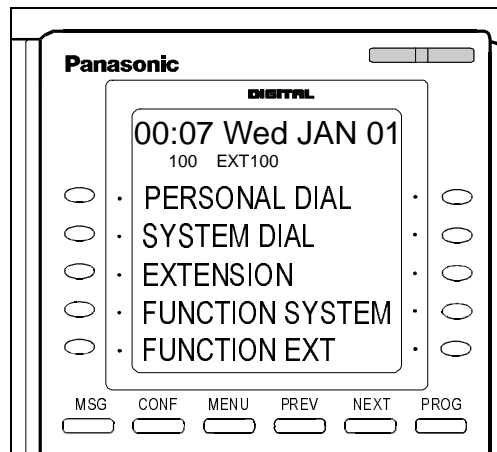 Panasonic
DIGITAL
00:07 Wed JAN 01
100 EXT100
PERSONAL DIAL
SYSTEM DIAL
EXTENSION
FUNCTION SYSTEM
FUNCTION EXT
MSG CONF MENU PREV NEXT PROG